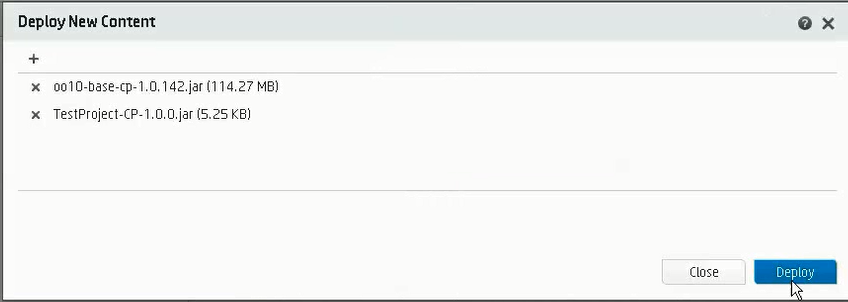 Deploy New Content
oo10-base-cp-1.0.142.jar (114.27 MB)
TestProject-CP-1.0.0.jar (5.25 KB)
Close
Deploy